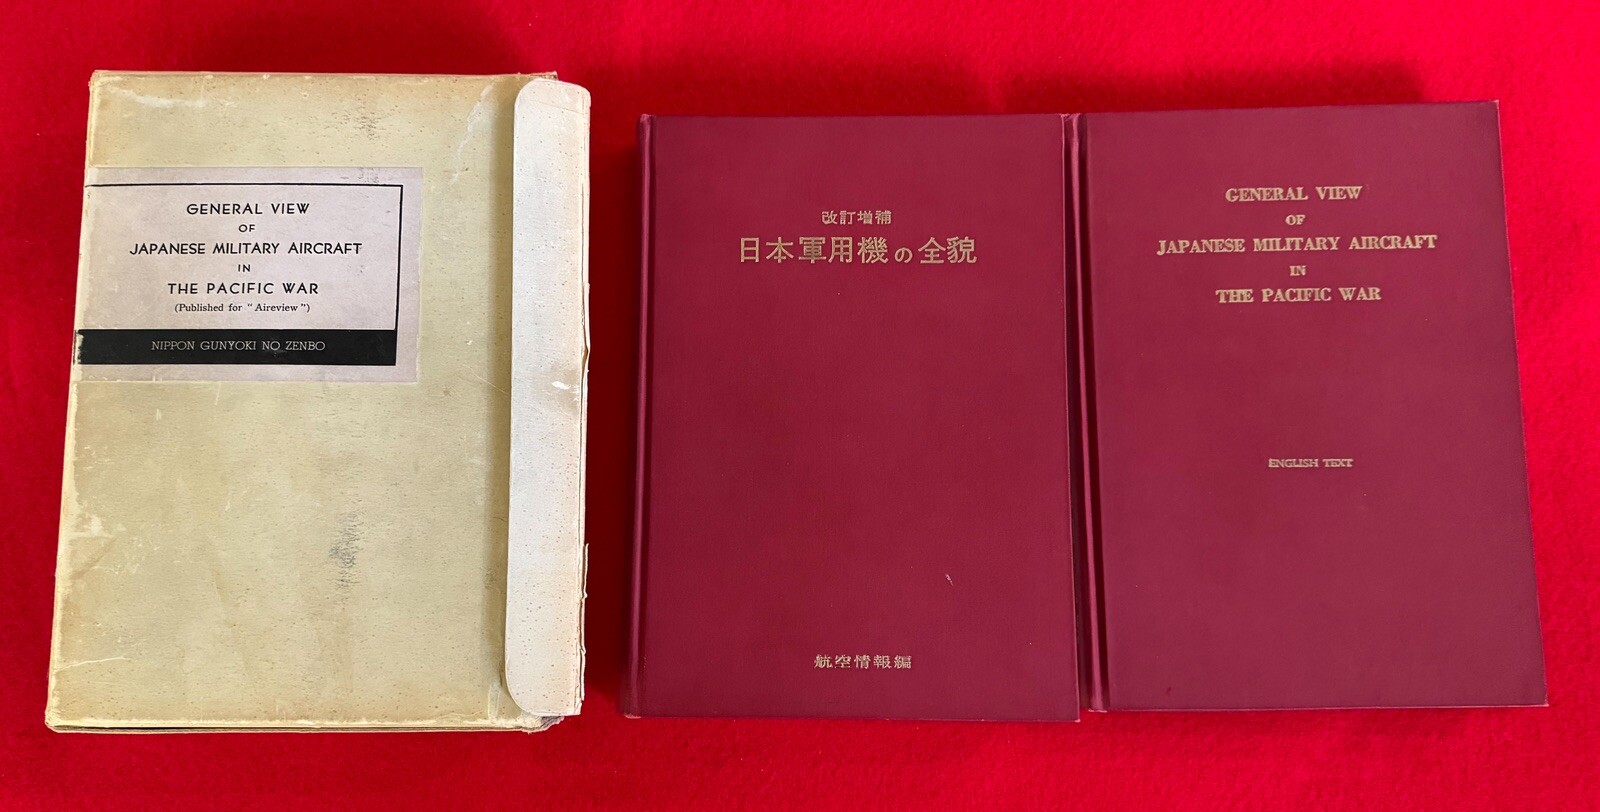 GENERAL VIEW
OF
JAPANESE MILITARY AIRCRAFT
IN
THE PACIFIC WAR
(Published for "Aireview")
NIPPON GUNYOKI NO ZENBO
改訂増補
日本軍用機の全貌
航空情報編
GENERAL VIEW
OF
JAPANESE MILITARY AIRCRAFT
IN
THE PACIFIC WAR
ENGLISH TEXT